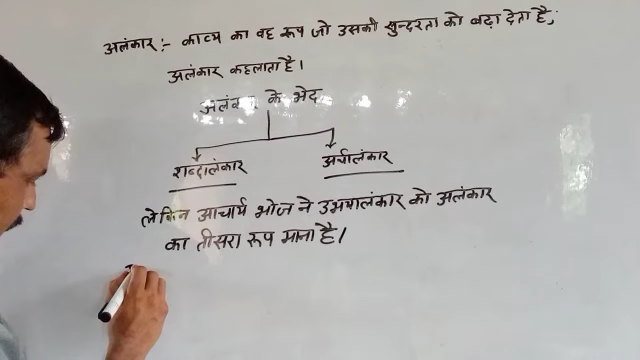 अलंकार :- काव्य का वह रूप जो उसकी सुन्दरता को बढ़ा देता है,
अलंकार कहलाता है।
अलंकार के भेद
शब्दालंकार अर्थालंकार
लेकिन आचार्य भोज ने उभयालंकार को अलंकार
का तीसरा रूप माना है।